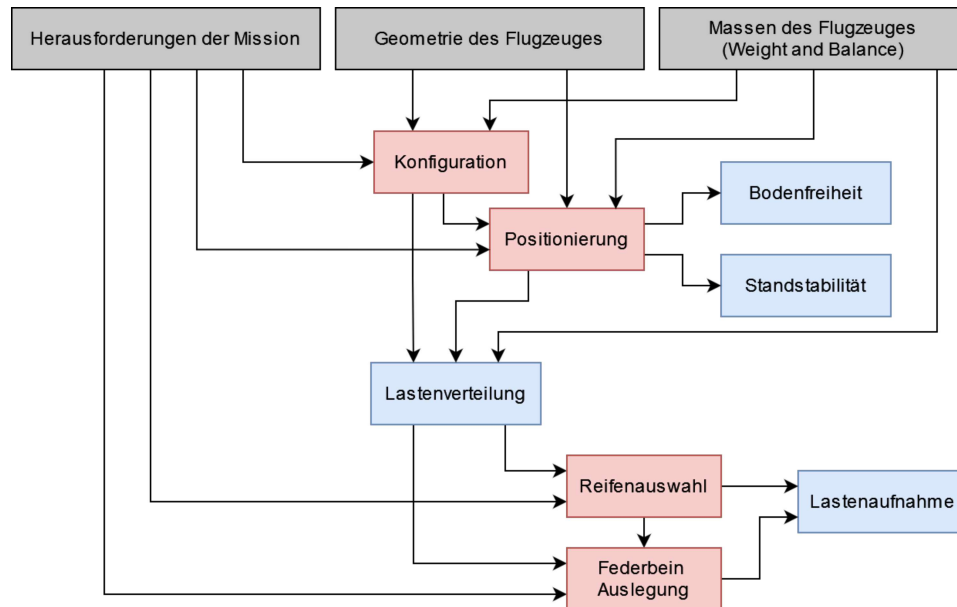 Herausforderungen der Mission
Geometrie des Flugzeuges
Massen des Flugzeuges
(Weight and Balance)
Konfiguration
Bodenfreiheit
Positionierung
Standstabilität
Lastenverteilung
Reifenauswahl
Lastenaufnahme
Federbein
Auslegung